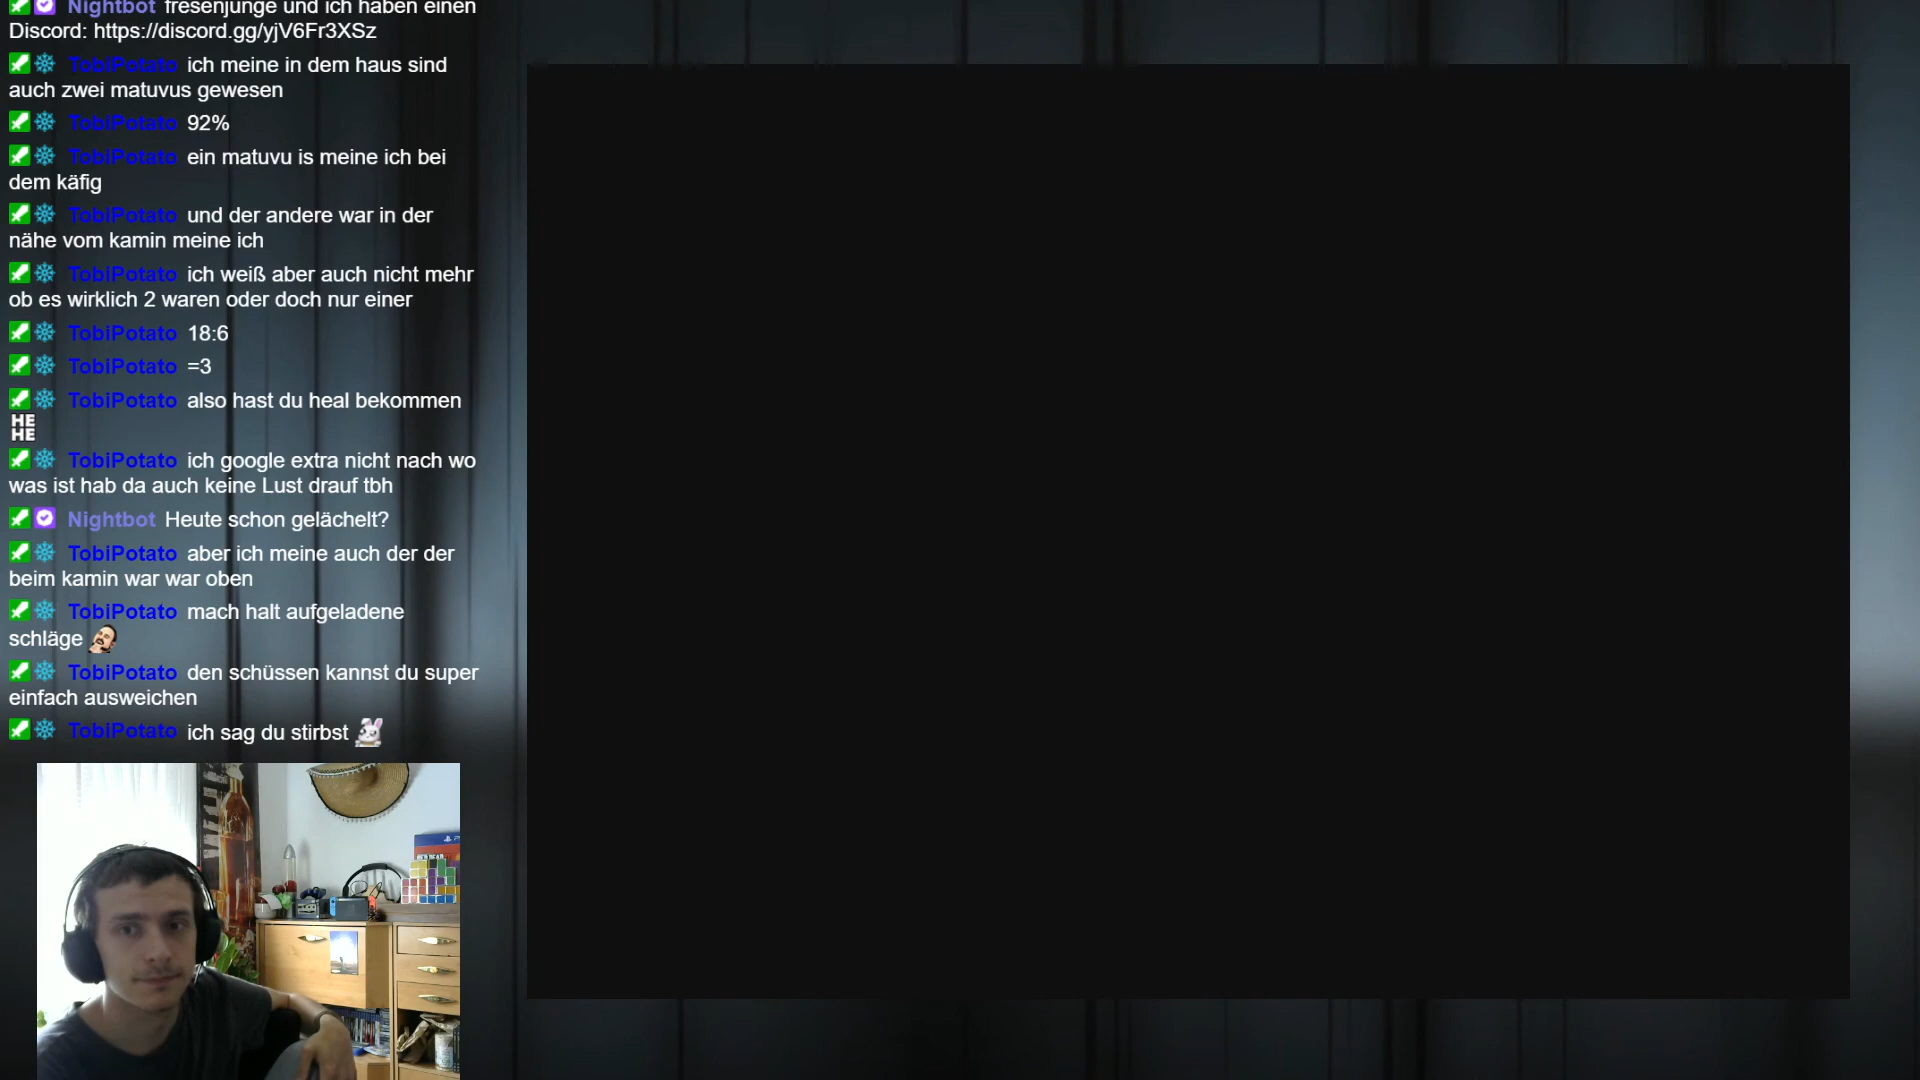 Nightbot fresenjunge und ich haben einen
Discord: https://discord.gg/yjV6Fr3XSz
TobiPotato ich meine in dem haus sind
auch zwei matuvus gewesen
TobiPotato 92%
TobiPotato ein matuvu is meine ich bei
dem käfig
TobiPotato und der andere war in der
nähe vom kamin meine ich
TobiPotato ich weiß aber auch nicht mehr
ob es wirklich 2 waren oder doch nur einer
TobiPotato 18:6
TobiPotato =3
TobiPotato also hast du heal bekommen
HE
HE
TobiPotato ich google extra nicht nach wo
was ist hab da auch keine Lust drauf tbh
Nightbot Heute schon gelächelt?
TobiPotato aber ich meine auch der der
beim kamin war war oben
TobiPotato mach halt aufgeladene
schläge
TobiPotato den schüssen kannst du super
einfach ausweichen
TobiPotato ich sag du stirbst